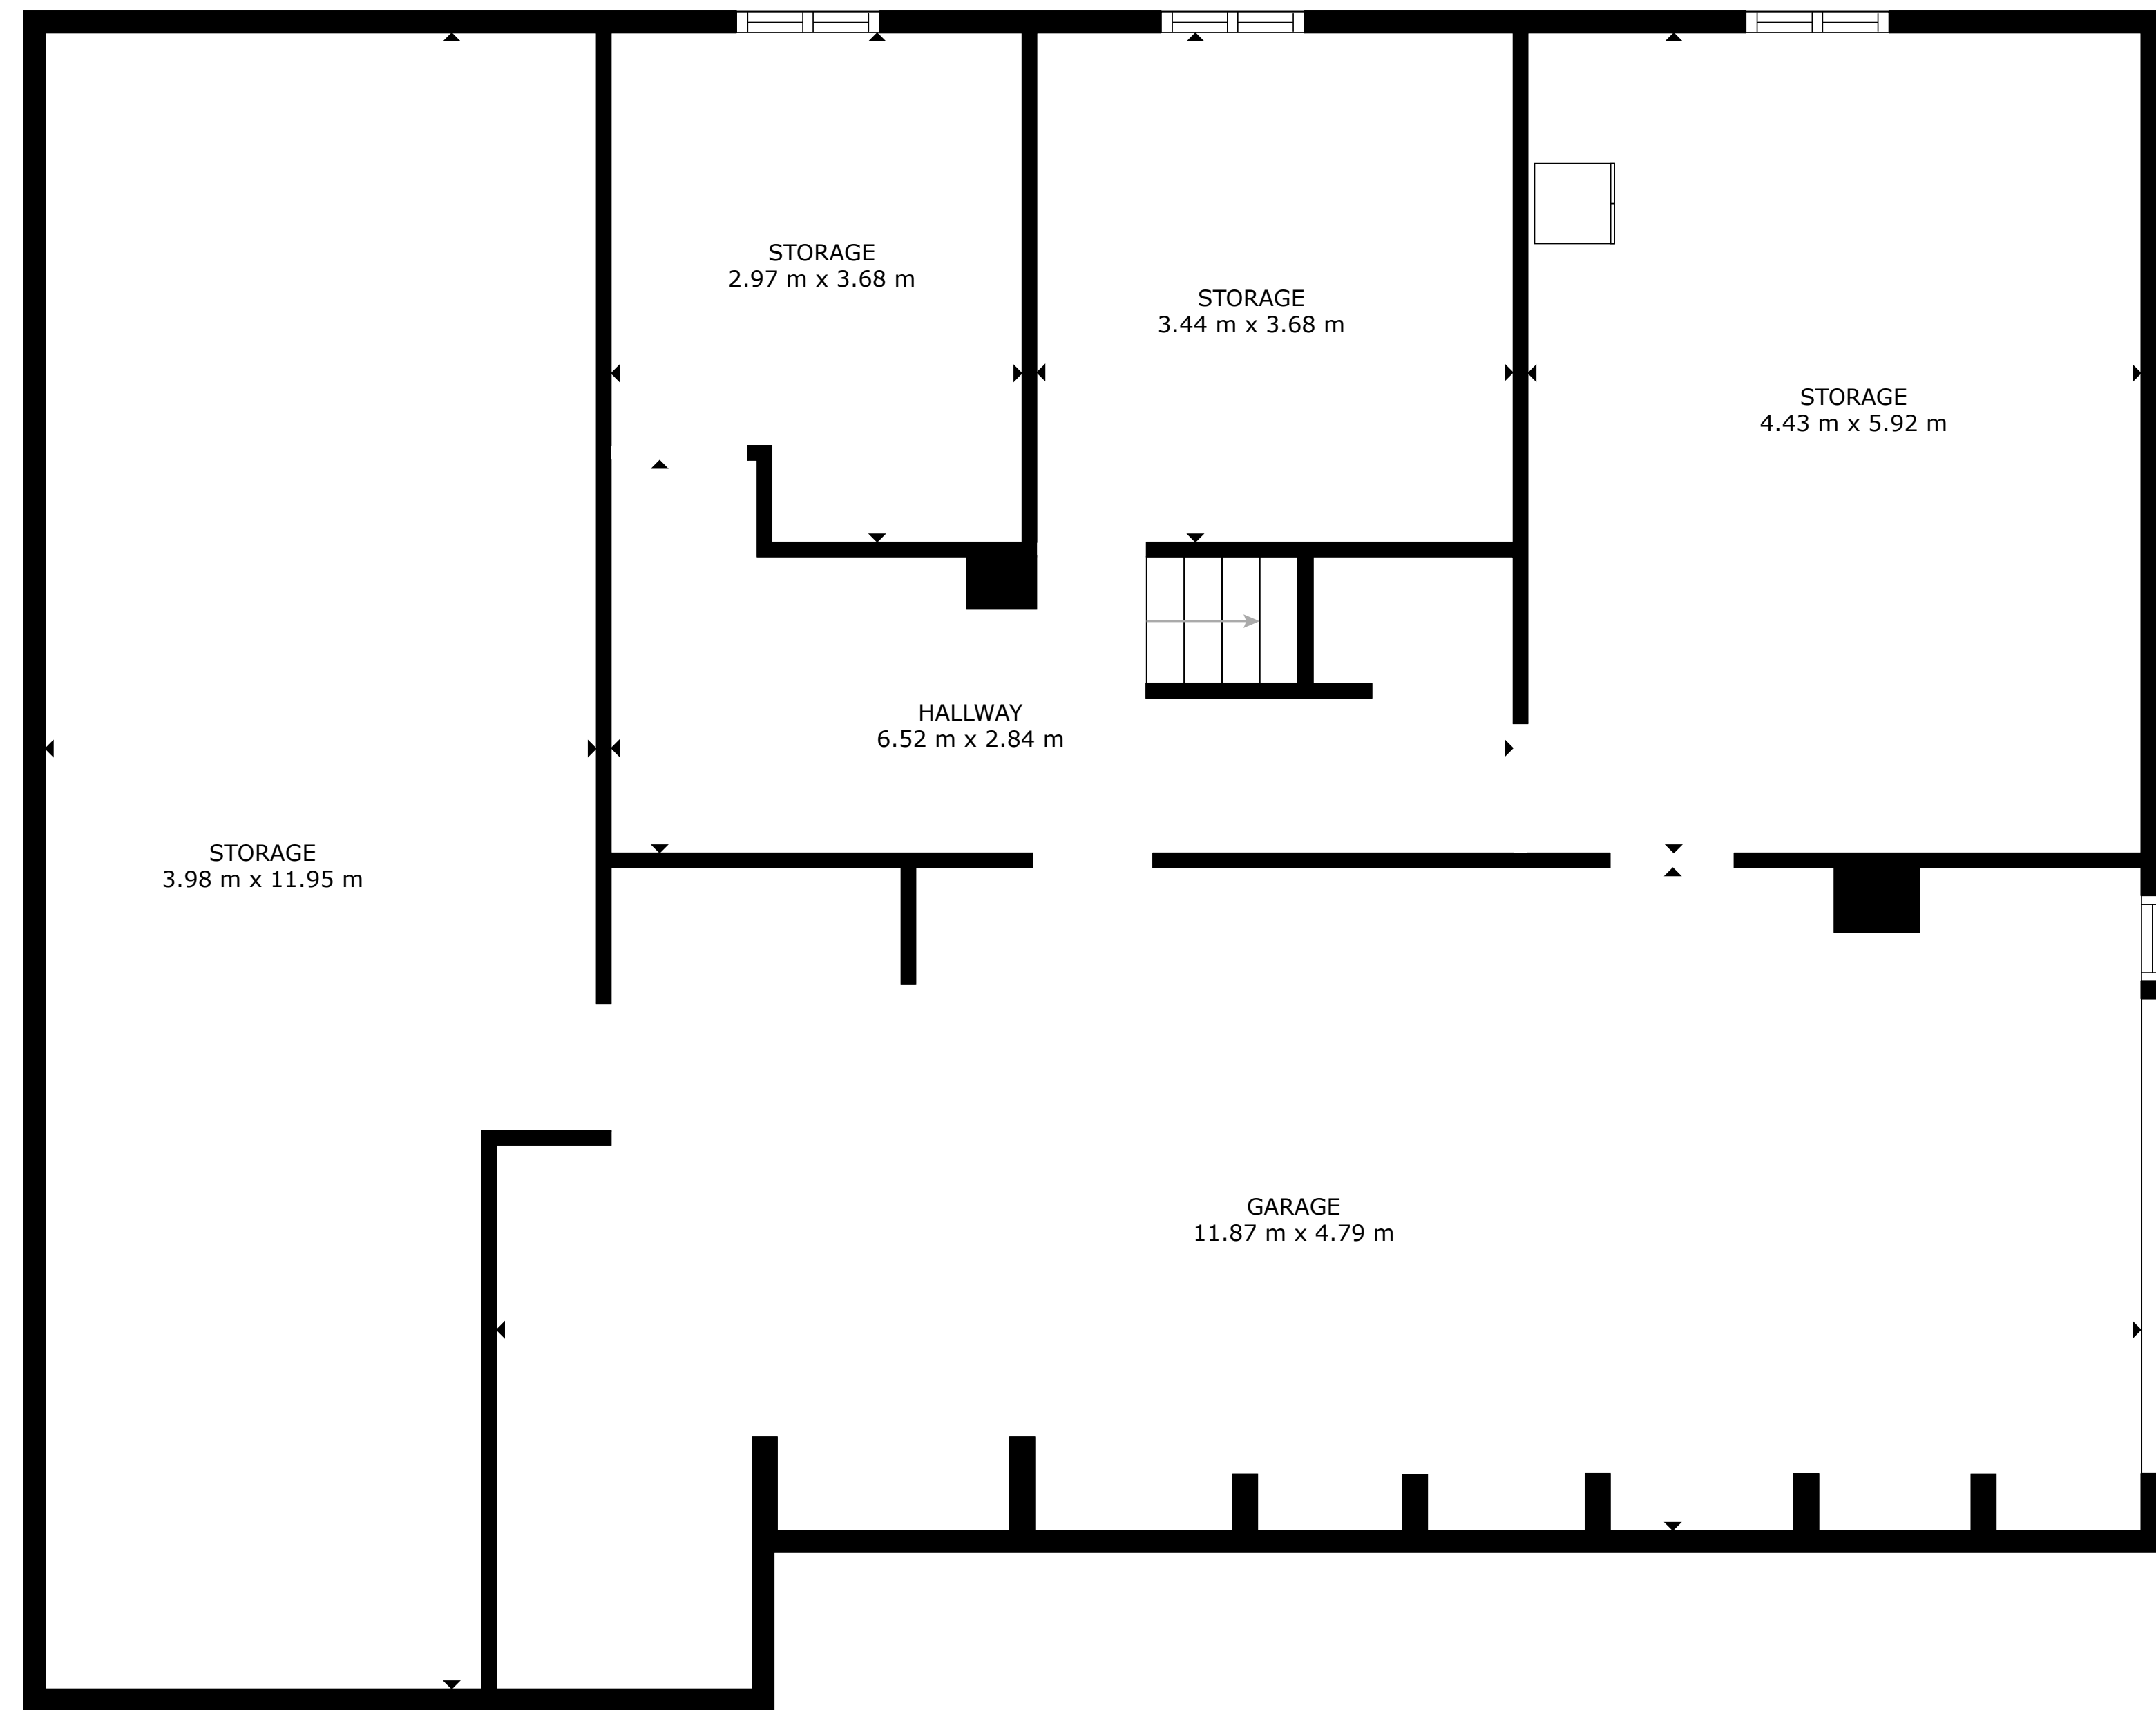 STORAGE
2.97 m x 3.68 m
STORAGE
3.44 m x 3.68 m
STORAGE
4.43 m x 5.92 m
HALLWAY
6.52 m x 2.84 m
STORAGE
3.98 m x 11.95 m
GARAGE
11.87 m x 4.79 m